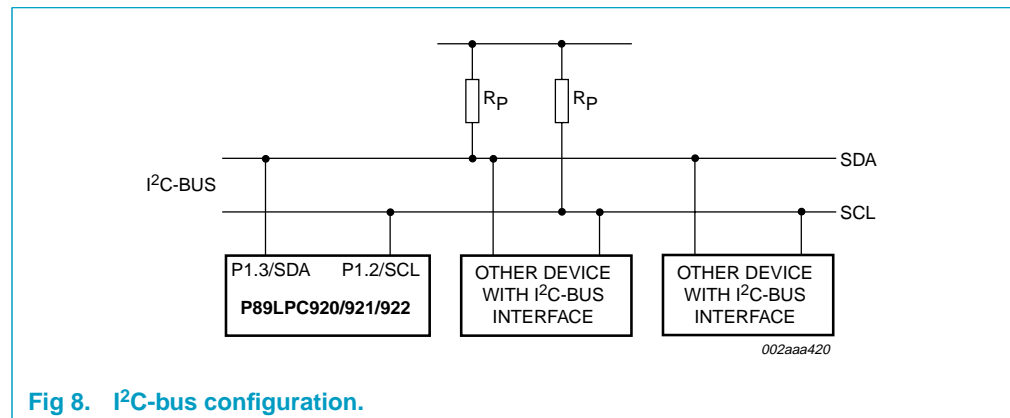 RP RP
SDA
I²C-BUS
SCL
P1.3/SDA P1.2/SCL
P89LPC920/921/922
OTHER DEVICE
WITH I²C-BUS
INTERFACE
OTHER DEVICE
WITH I²C-BUS
INTERFACE
002aaa420
Fig 8. I²C-bus configuration.